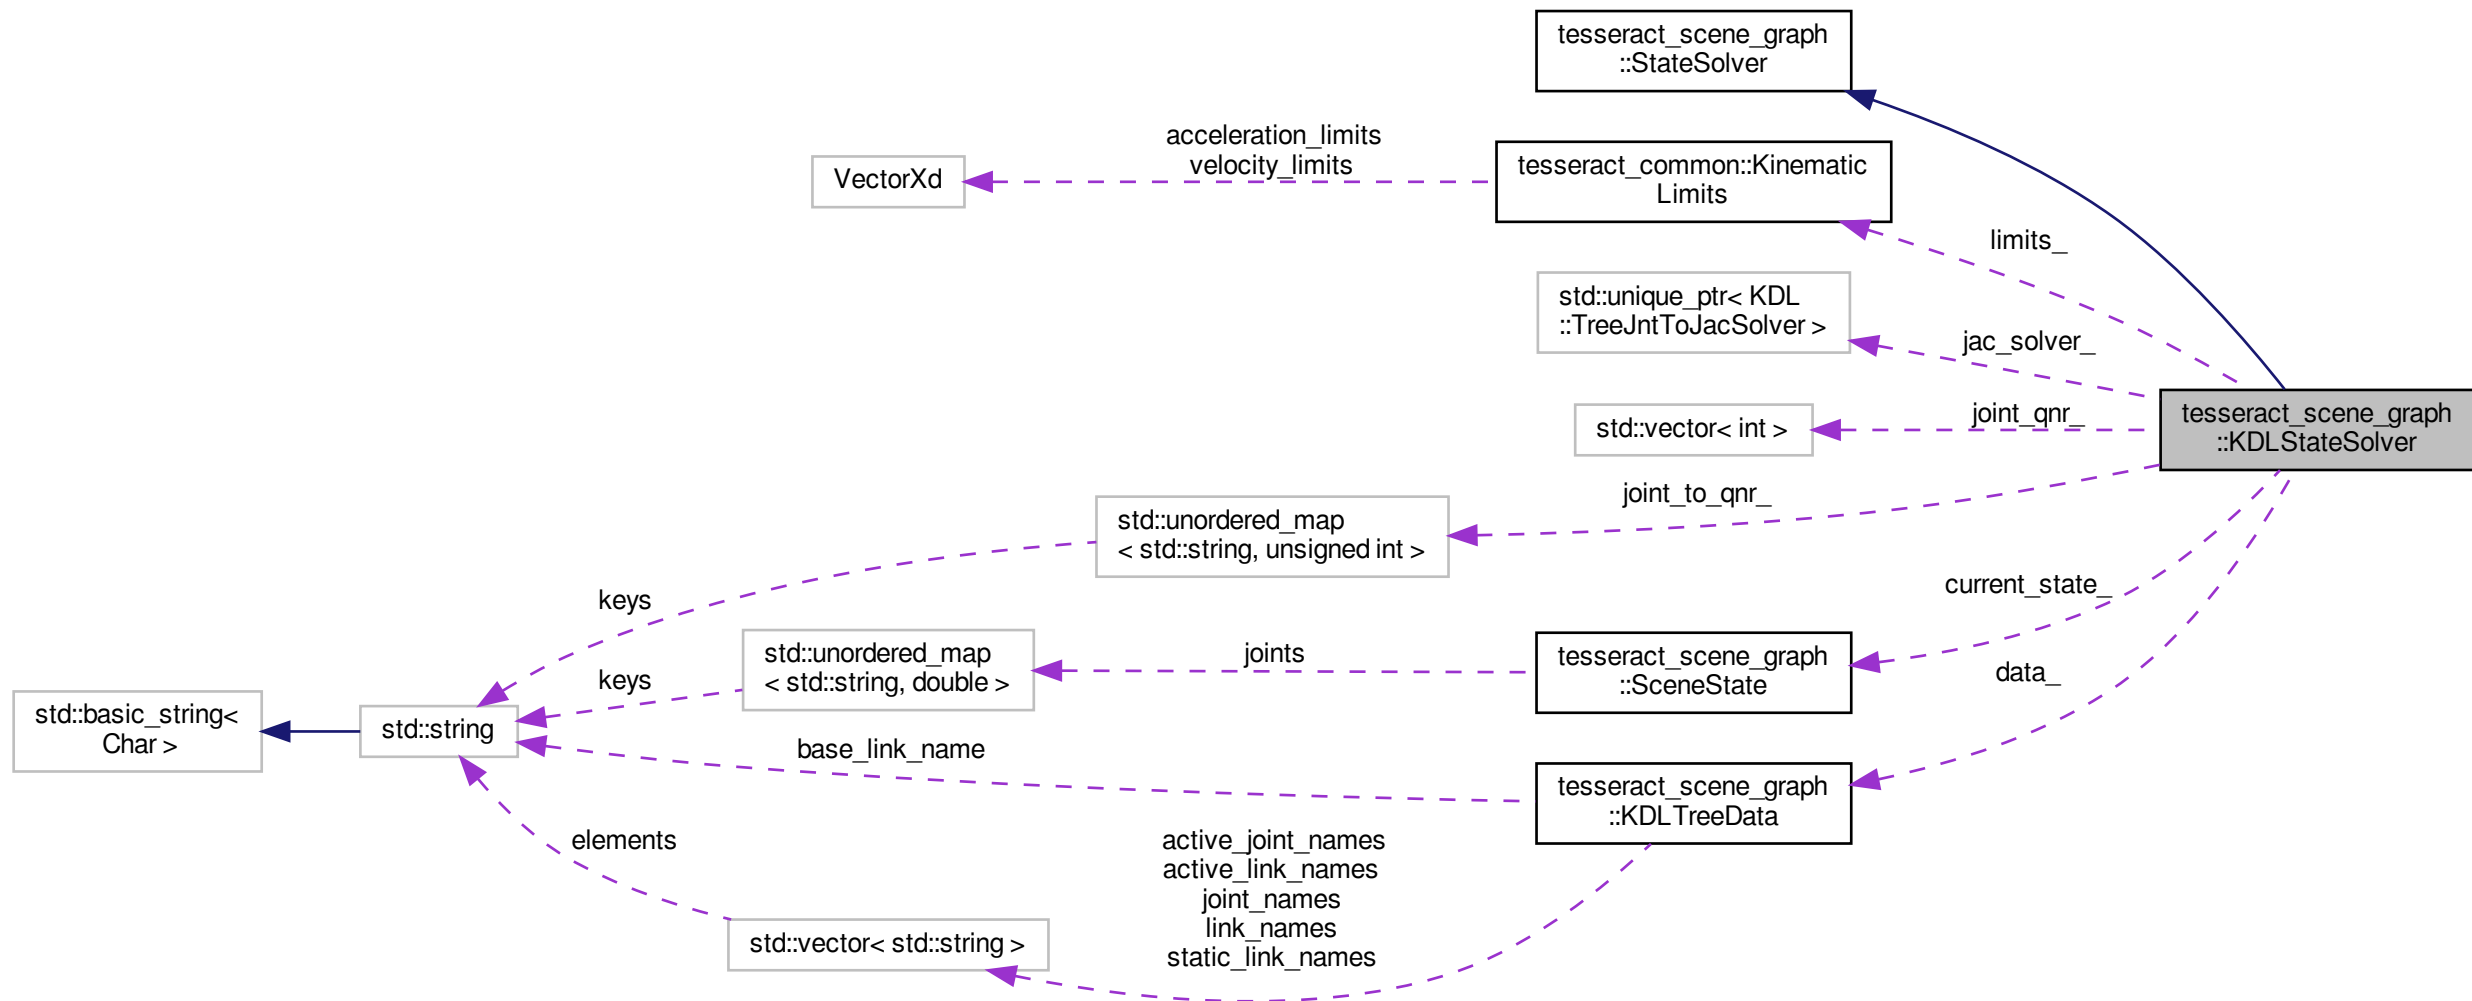 tesseract_scene_graph
::StateSolver
acceleration_limits
velocity_limits
VectorXd
tesseract_common::Kinematic
Limits
limits_
std::unique_ptr< KDL
::TreeJntToJacSolver >
jac_solver_
std::vector< int >
joint_qnr_
tesseract_scene_graph
::KDLStateSolver
joint_to_qnr_
std::unordered_map
< std::string, unsigned int >
keys
current_state_
std::unordered_map
< std::string, double >
keys
joints
tesseract_scene_graph
::SceneState
data_
std::basic_string<
Char >
std::string
base_link_name
tesseract_scene_graph
::KDLTreeData
elements
active_joint_names
active_link_names
joint_names
link_names
static_link_names
std::vector< std::string >